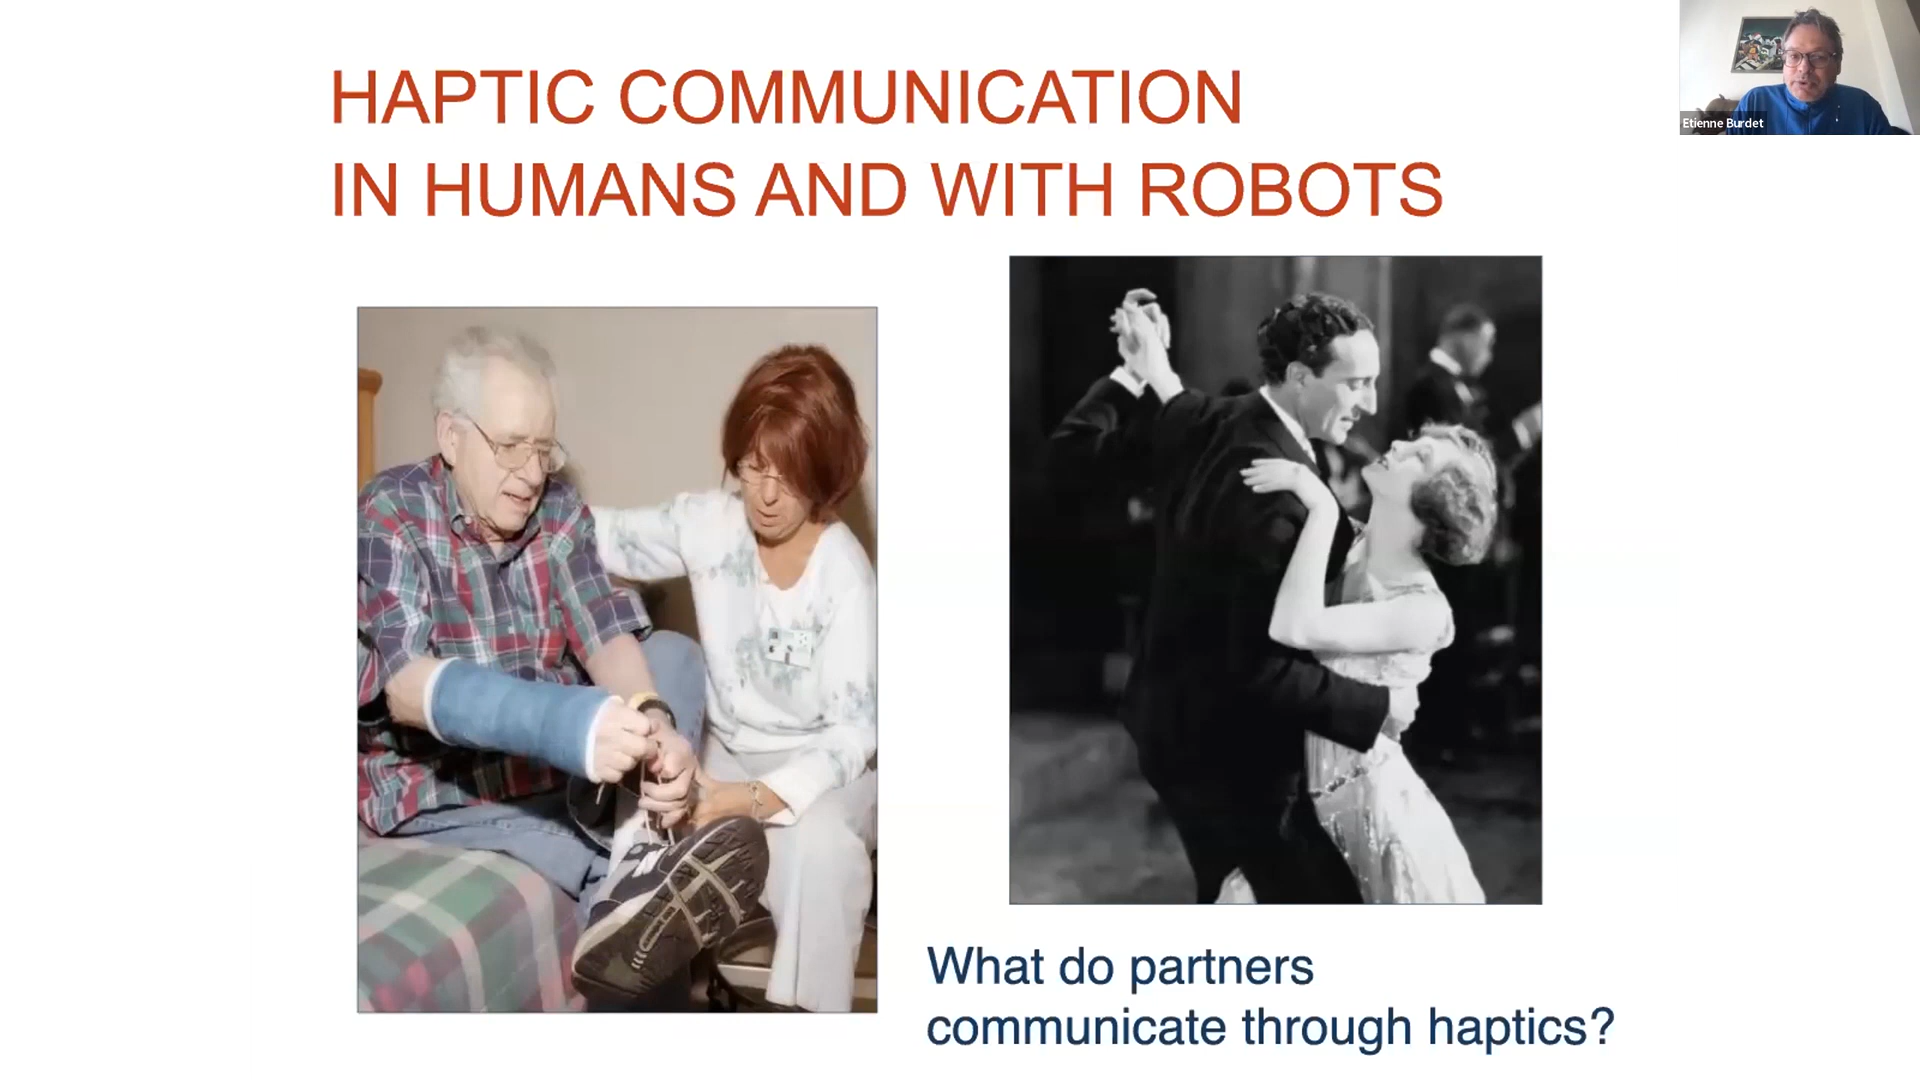 HAPTIC COMMUNICATION
IN HUMANS AND WITH ROBOTS
Etienne Burdet
What do partners
communicate through haptics?